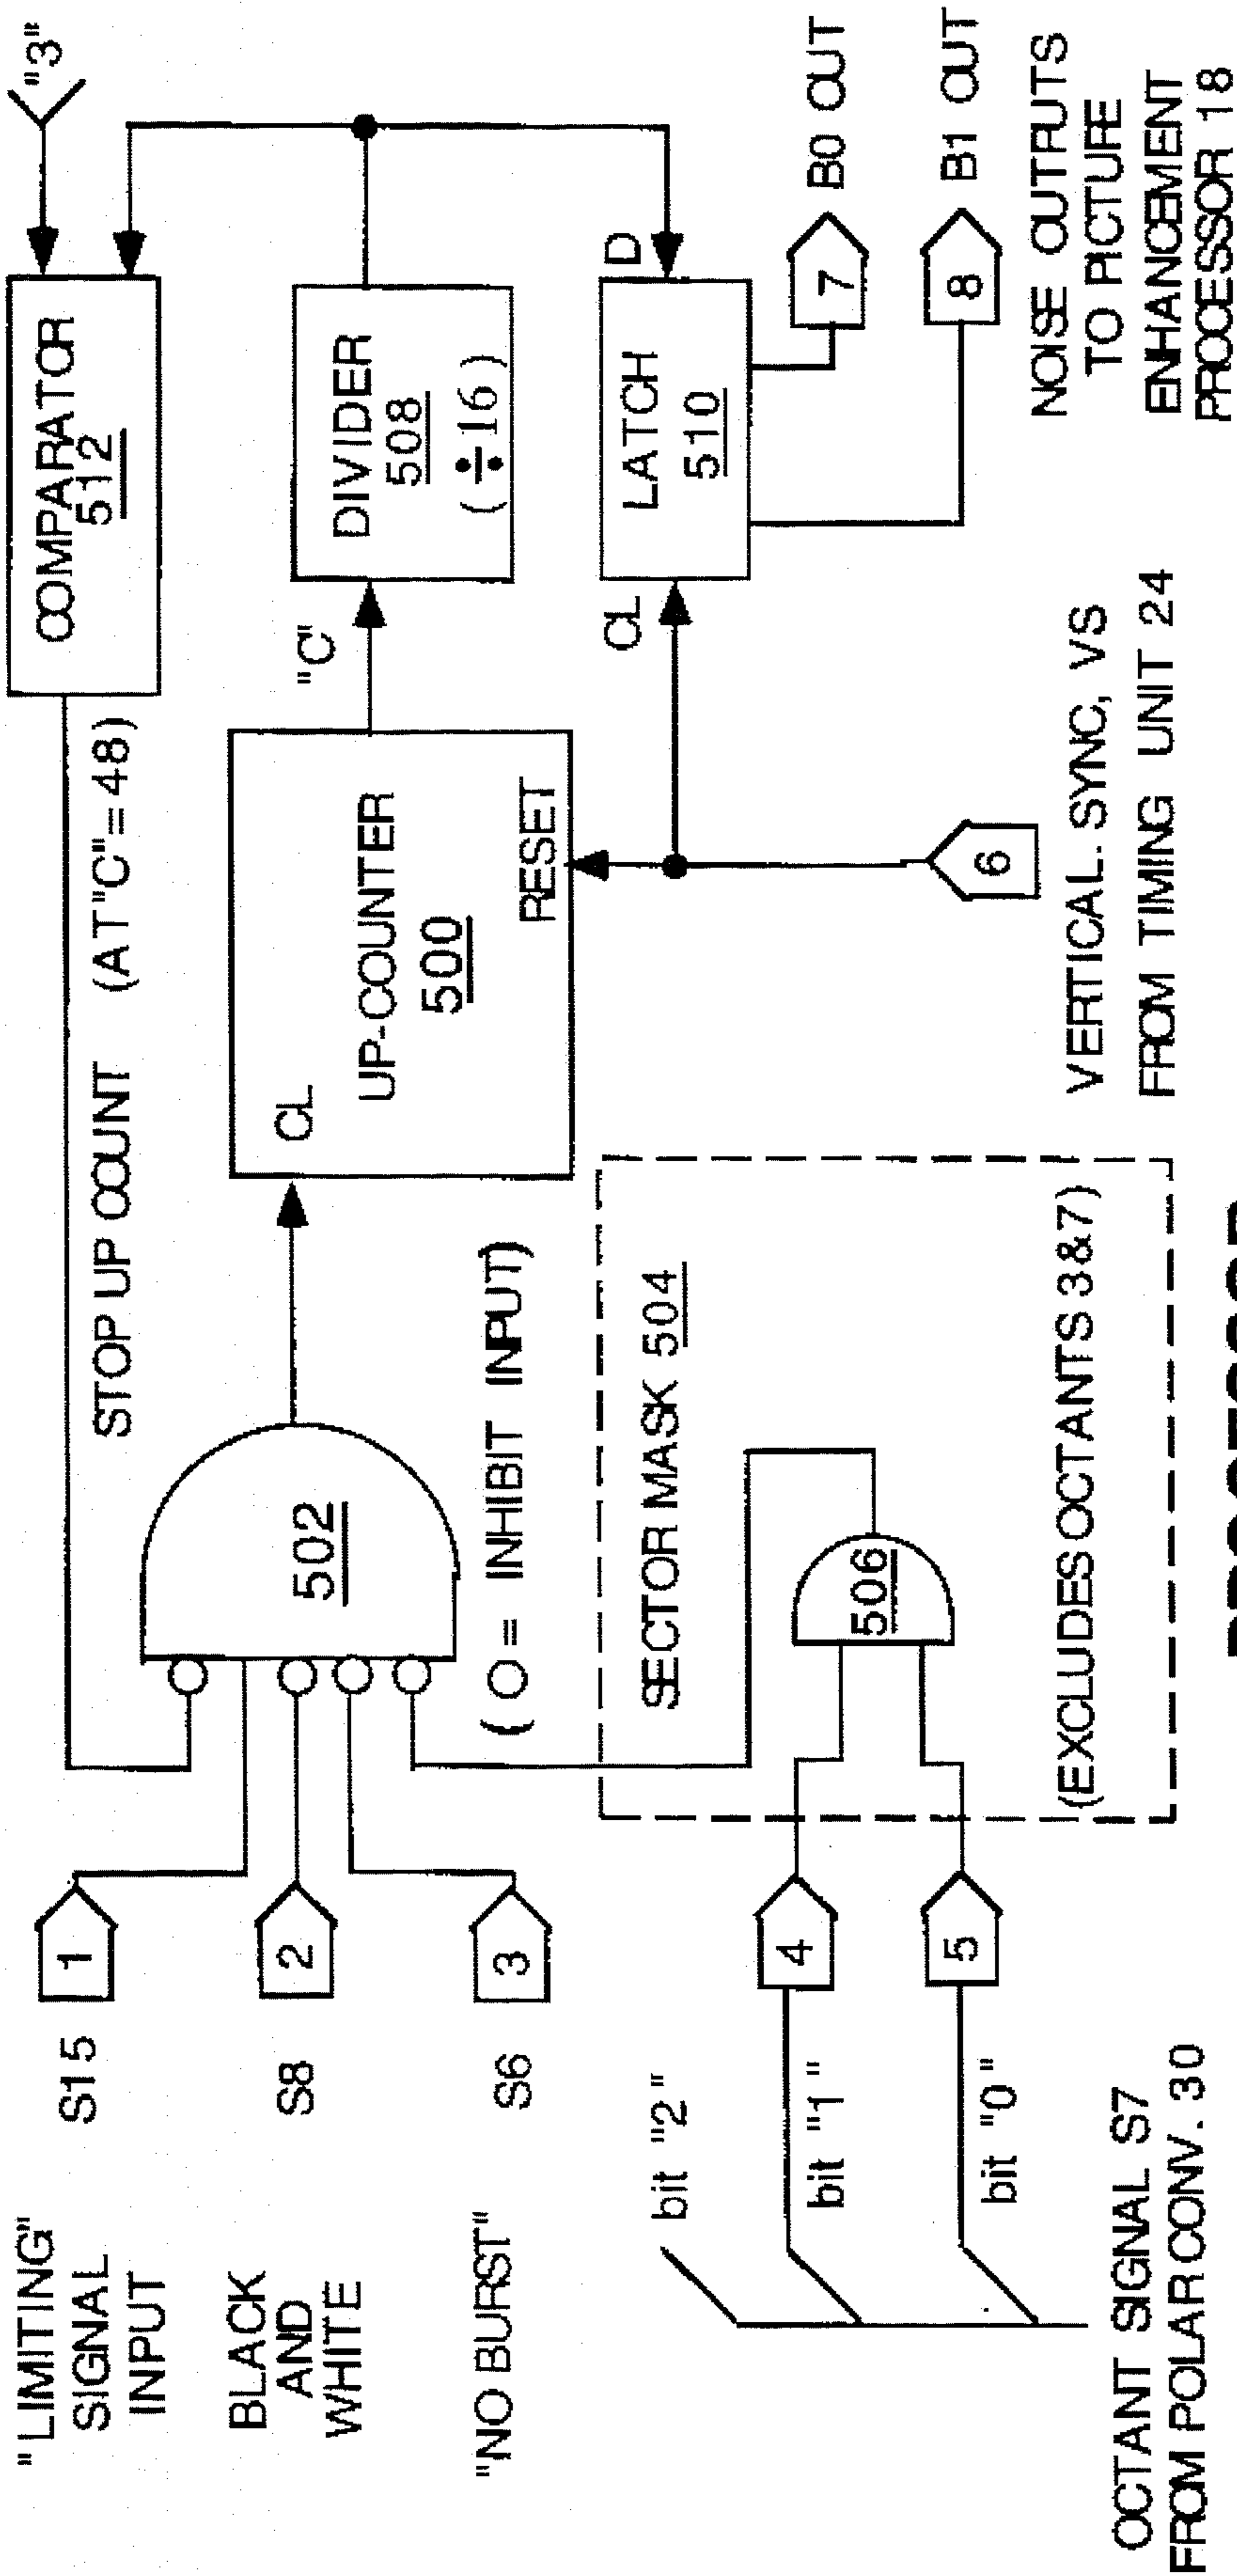 "LIMITING"
SIGNAL
INPUT
S15
1
BLACK
AND
WHITE
S8
2
"NO BURST"
S6
3
STOP UP COUNT (AT "C"=48)
502
( = INHIBIT INPUT)
CL
UP-COUNTER
500
RESET
"C"
COMPARATOR
512
"3"
DIVIDER
508
(÷16)
CL
LATCH
510
D
7
B0 OUT
8
B1 OUT
NOISE OUTRUTS
TO PICTURE
ENHANCEMENT
PROCESSOR 18
6
VERTICAL. SYNC, VS
FROM TIMING UNIT 24
SECTOR MASK 504
506
(EXCLUDES OCTANTS 3&7)
bit "2"
bit "1"
4
bit "0"
5
OCTANT SIGNAL S7
FROM POLAR CONV. 30